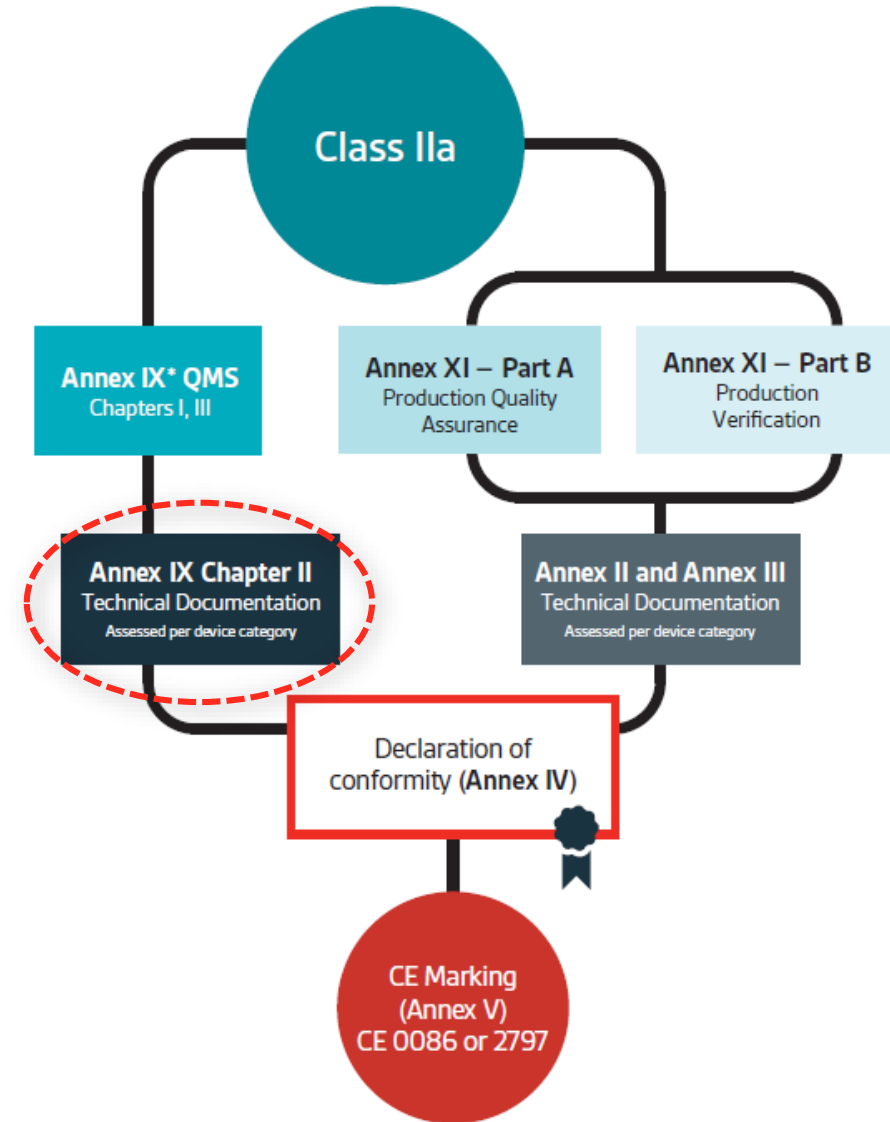 Class IIa
Annex IX* QMS
Chapters I, III
Annex XI – Part A
Production Quality
Assurance
Annex XI – Part B
Production
Verification
Annex IX Chapter II
Technical Documentation
Assessed per device category
Annex II and Annex III
Technical Documentation
Assessed per device category
Declaration of
conformity (Annex IV)
CE Marking
(Annex V)
CE 0086 or 2797